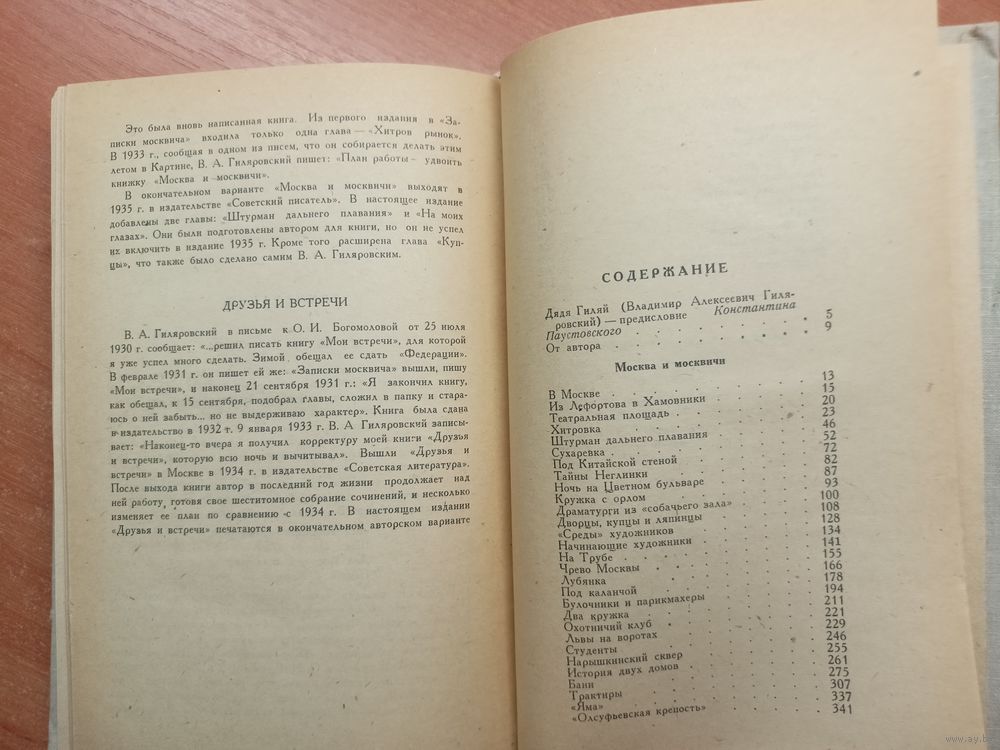 Это была вновь написанная книга. Из первого издания в «За-
писки москвича» входила только одна глава — «Хитров рынок».
В 1933 г., сообщая в одном из писем, что он собирается делать этим
летом в Картине, В. А. Гиляровский пишет: «План работы — удвоить
книжку «Москва и москвичи».
В окончательном варианте «Москва и москвичи» выходят в
1935 г. в издательстве «Советский писатель». В настоящее издание
добавлены две главы: «Штурман дальнего плавания» и «На моих
глазах». Они были подготовлены автором для книги, но он не успел
их включить в издание 1935 г. Кроме того расширена глава «Куп-
цы», что также было сделано самим В. А. Гиляровским.
ДРУЗЬЯ И ВСТРЕЧИ
В. А. Гиляровский в письме к О. И. Богомоловой от 25 июля
1930 г. сообщает: «...решил писать книгу «Мои встречи», для которой
я уже успел много сделать. Зимой обещал ее сдать «Федерации».
В феврале 1931 г. он пишет ей же: «Записки москвича» вышли, пишу
«Мои встречи», и наконец 21 сентября 1931 г.: «Я закончил книгу,
как обещал, к 15 сентября, подобрал главы, сложил в папку и стара-
юсь о ней забыть... но не выдерживаю характер». Книга была сдана
в издательство в 1932 г. 9 января 1933 г. В. А Гиляровский записы-
вает: «Наконец-то вчера я получил корректуру моей книги «Друзья
и встречи», которую всю ночь и вычитывал». Вышли «Друзья и
встречи» в Москве в 1934 г. в издательстве «Советская литература».
После выхода книги автор в последний год жизни продолжает над
ней работу, готовя свое шеститомное собрание сочинений, и несколько
изменяет ее план по сравнению с 1934 г. В настоящем издании
«Друзья и встречи» печатаются в окончательном авторском варианте
СОДЕРЖАНИЕ
Дядя Гиляй (Владимир Алексеевич Гиля-
ровский) — предисловие Константина
Паустовского . . . . . . . 5
От автора . . . . . . . . 9
Москва и москвичи
В Москве . . . . . . . . 13
Из Лефортова в Хамовники . . . . 15
Театральная площадь . . . . . 20
Хитровка . . . . . . . . 23
Штурман дальнего плавания . . . . 46
Сухаревка . . . . . . . . 52
Под Китайской стеной . . . . . 72
Тайны Неглинки . . . . . . 82
Ночь на Цветном бульваре . . . . 87
Кружка с орлом . . . . . . 93
Драматурги из «собачьего зала» . . . 100
Дворцы, купцы и ляпинцы . . . . 108
«Среды» художников . . . . . 128
Начинающие художники . . . . . 134
На Трубе . . . . . . . . 141
Чрево Москвы . . . . . . . 155
Лубянка . . . . . . . . 166
Под каланчой . . . . . . . 178
Булочники и парикмахеры . . . . 194
Два кружка . . . . . . . 211
Охотничий клуб . . . . . . 221
Львы на воротах . . . . . . 229
Студенты . . . . . . . . 246
Нарышкинский сквер . . . . . 255
История двух домов . . . . . 261
Бани . . . . . . . . . 275
Трактиры . . . . . . . . 307
«Яма» . . . . . . . . . 337
«Олсуфьевская крепость» . . . . 341
www.ay.by